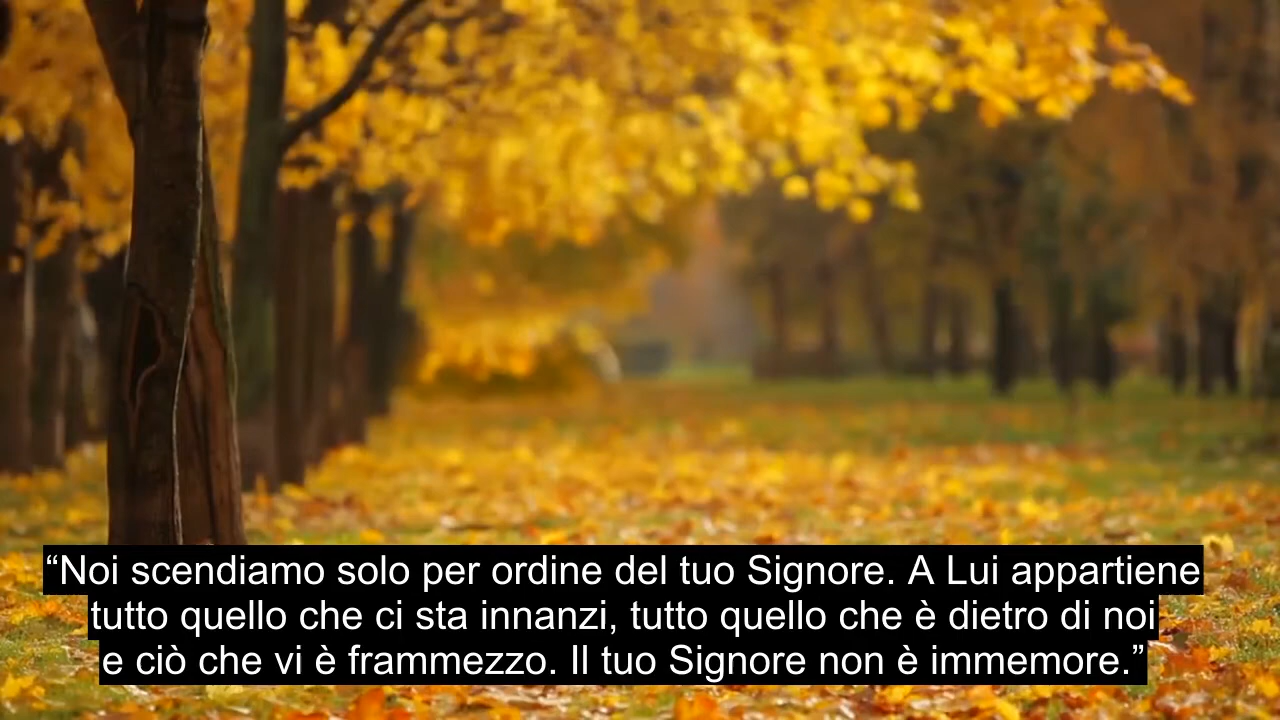 “Noi scendiamo solo per ordine del tuo Signore. A Lui appartiene
tutto quello che ci sta innanzi, tutto quello che è dietro di noi
e ciò che vi è frammezzo. Il tuo Signore non è immemore.”